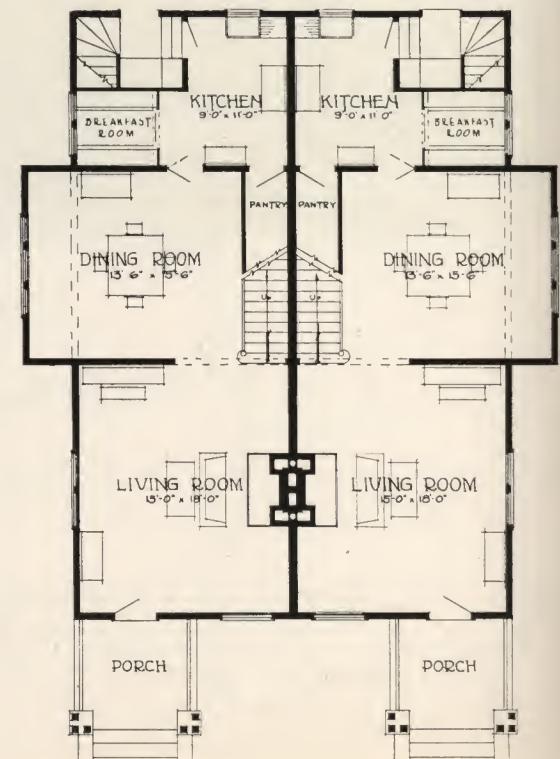 KITCHEN
9'-0" x 11'-0"
KITCHEN
9'-0" x 11'-0"
BREAKFAST
ROOM
BREAKFAST
ROOM
PANTRY
PANTRY
DINING ROOM
13'-6" x 15'-6"
DINING ROOM
13'-6" x 15'-6"
UP
UP
LIVING ROOM
15'-0" x 18'-0"
LIVING ROOM
15'-0" x 18'-0"
PORCH
PORCH